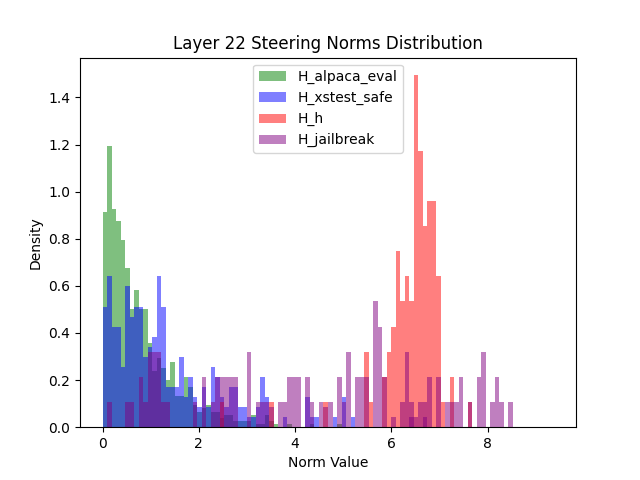 Layer 22 Steering Norms Distribution
H_alpaca_eval
H_xstest_safe
H_h
H_jailbreak
1.4
1.2
1.0
0.8
0.6
0.4
0.2
0.0
Density
0 2 4 6 8
Norm Value